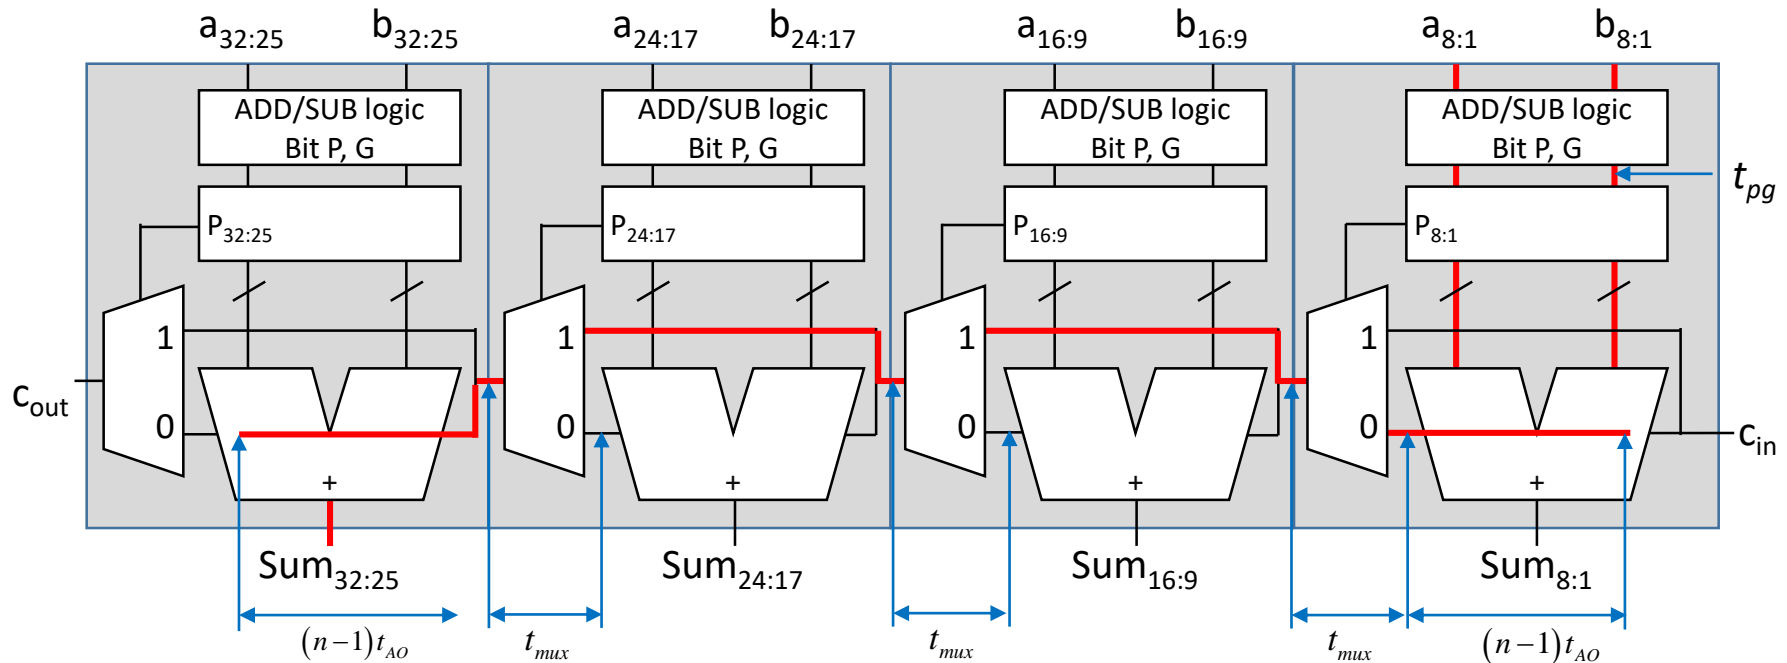 a32:25 b32:25 a24:17 b24:17 a16:9 b16:9 a8:1 b8:1
ADD/SUB logic
Bit P, G
ADD/SUB logic
Bit P, G
ADD/SUB logic
Bit P, G
ADD/SUB logic
Bit P, G
tpg
P32:25
P24:17
P16:9
P8:1
1
1
1
1
cout
0
0
0
0
cin
+
+
+
+
Sum32:25
Sum24:17
Sum16:9
Sum8:1
(n−1)tAO
tmux
tmux
tmux
(n−1)tAO